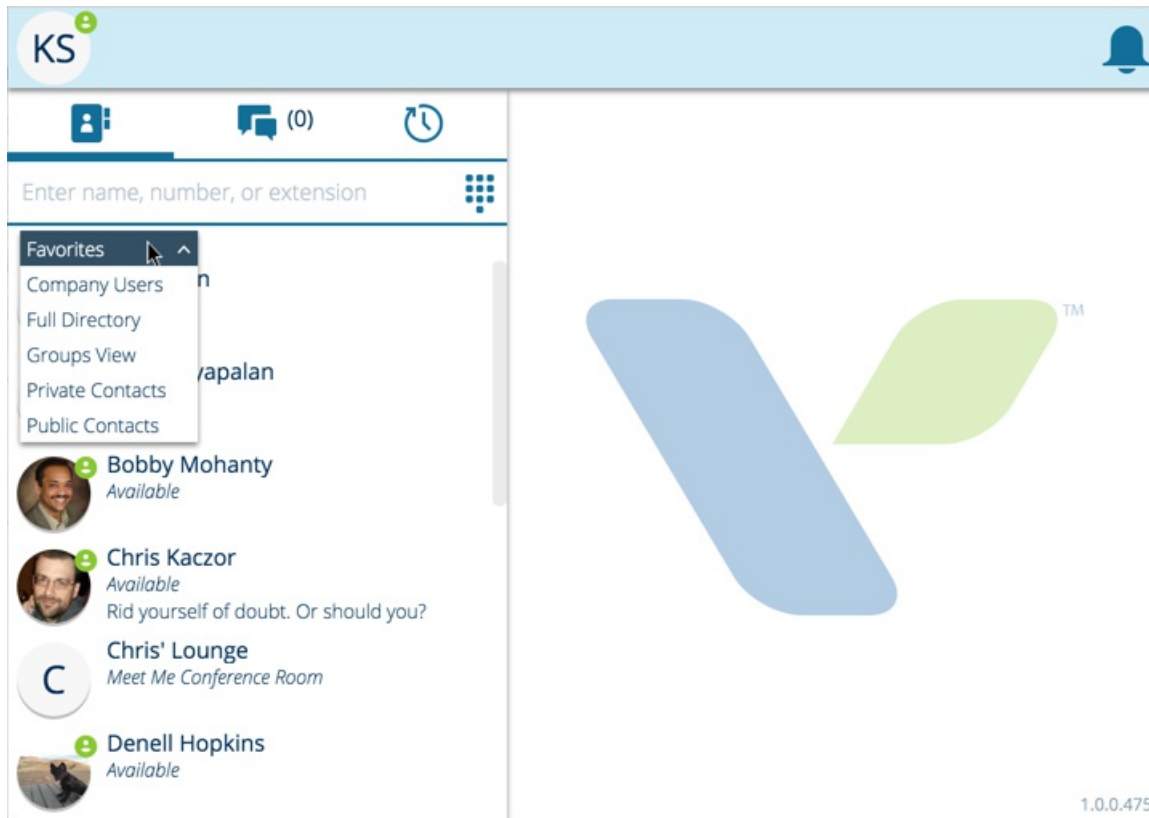 KS
(0)
Enter name, number, or extension
Favorites
Company Users
n
Full Directory
Groups View
yapalan
Private Contacts
Public Contacts
Bobby Mohanty
Available
Chris Kaczor
Available
Rid yourself of doubt. Or should you?
C
Chris' Lounge
Meet Me Conference Room
Denell Hopkins
Available
TM
1.0.0.475